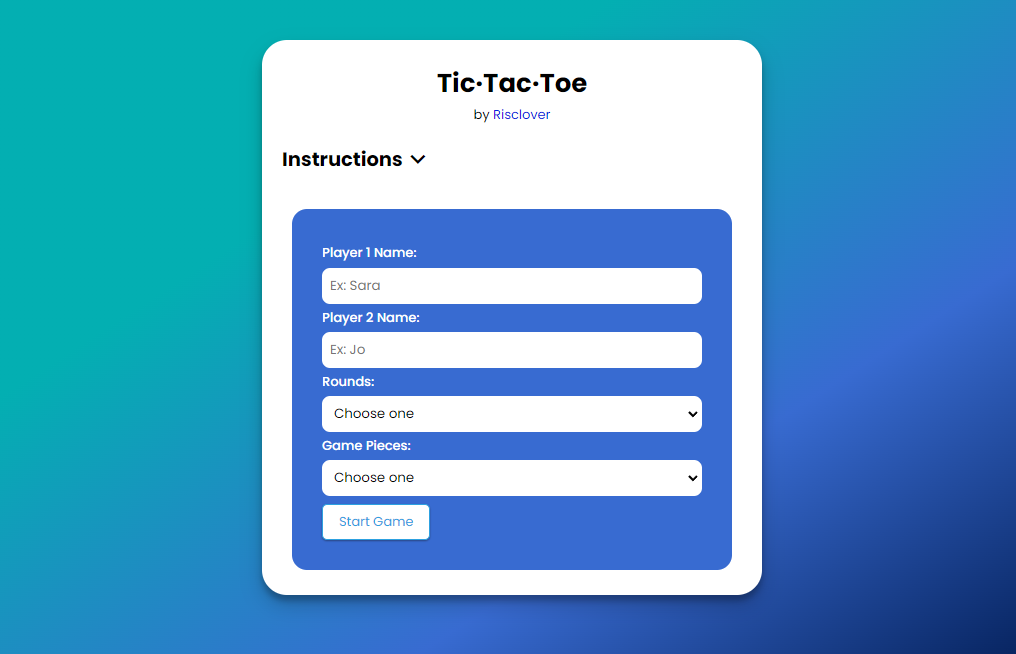 Tic·Tac·Toe
by Risclover
Instructions
Player 1 Name:
Ex: Sara
Player 2 Name:
Ex: Jo
Rounds:
Choose one
Game Pieces:
Choose one
Start Game